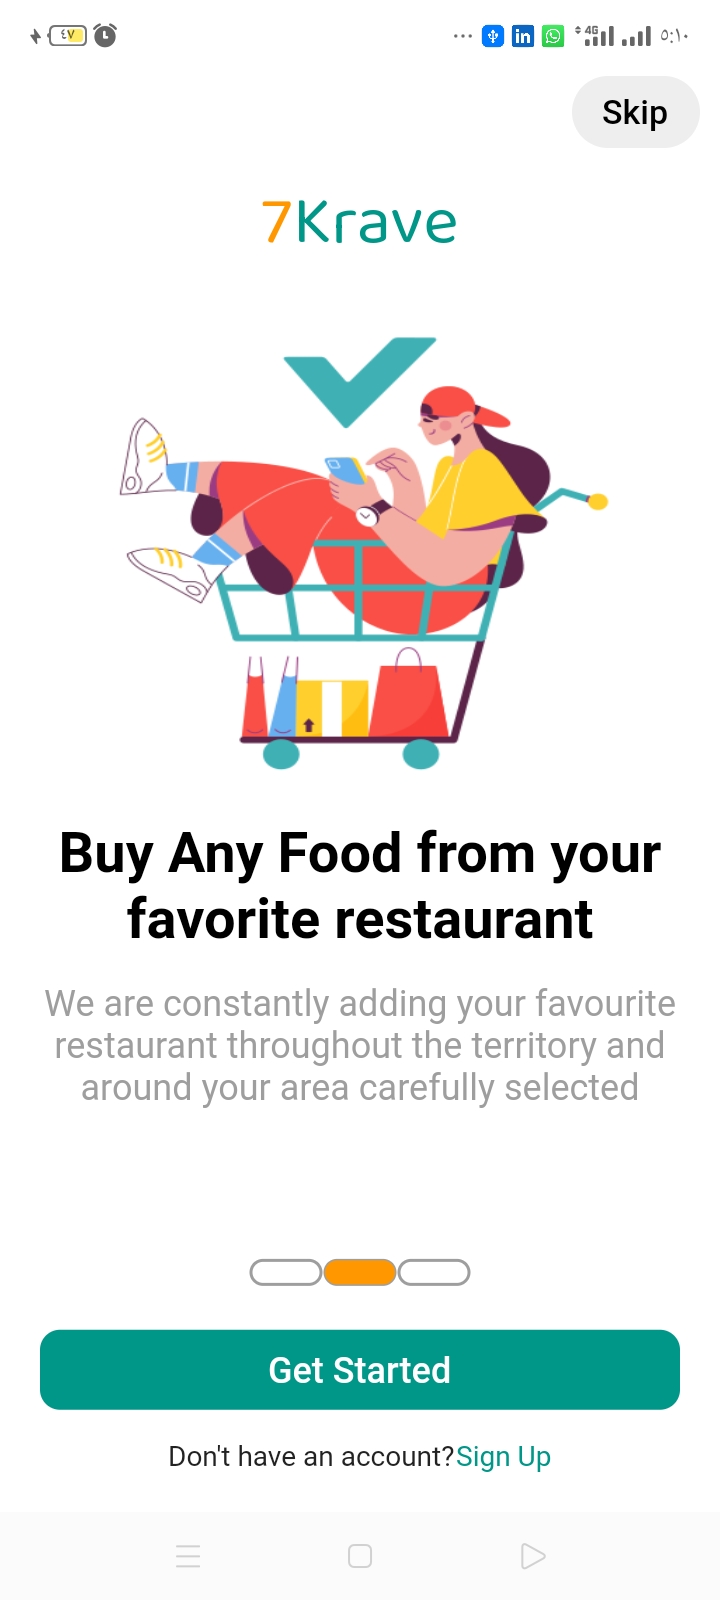 ٤٧
4G
٥:١٠
Skip
7Krave
Buy Any Food from your
favorite restaurant
We are constantly adding your favourite
restaurant throughout the territory and
around your area carefully selected
Get Started
Don't have an account?Sign Up